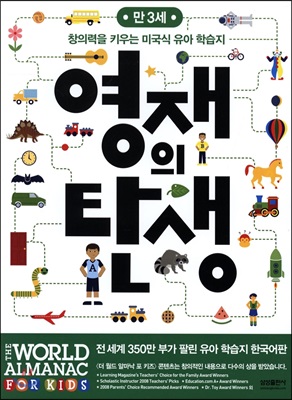 만 3세
창의력을 키우는 미국식 유아 학습지
영재
의
탄생
A
THE
WORLD
ALMANAC
FOR KIDS
전 세계 350만 부가 팔린 유아 학습지 한국어판
<더 월드 알마낙 포 키즈> 콘텐츠는 창의적인 내용으로 다수의 상을 받았습니다.
• Learning Magazine's Teachers' Choice for the Family Award Winners
• Scholastic Instructor 2008 Teachers' Picks • Education.com A+ Award Winners
• 2008 Parents' Choice Recommended Award Winners • Dr. Toy Award Winners 등
삼성출판사